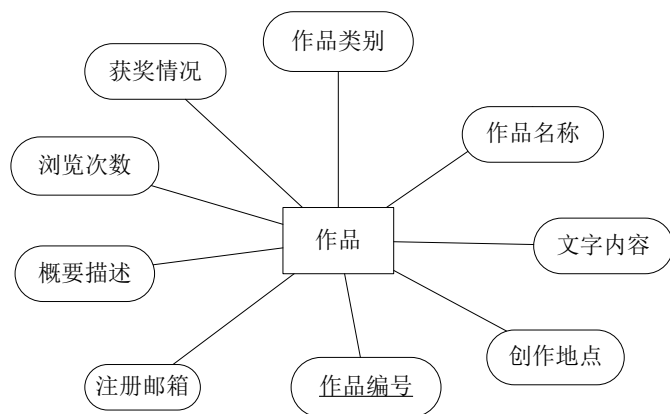 作品类别
获奖情况
作品名称
浏览次数
作品
文字内容
概要描述
创作地点
注册邮箱
作品编号